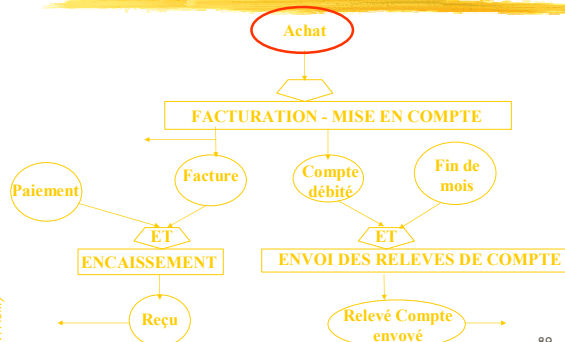 Achat
FACTURATION - MISE EN COMPTE
Paiement
Facture
Compte
débité
Fin de
mois
ET
ET
ENCAISSEMENT
ENVOI DES RELEVES DE COMPTE
Reçu
Relevé Compte
envoyé
89